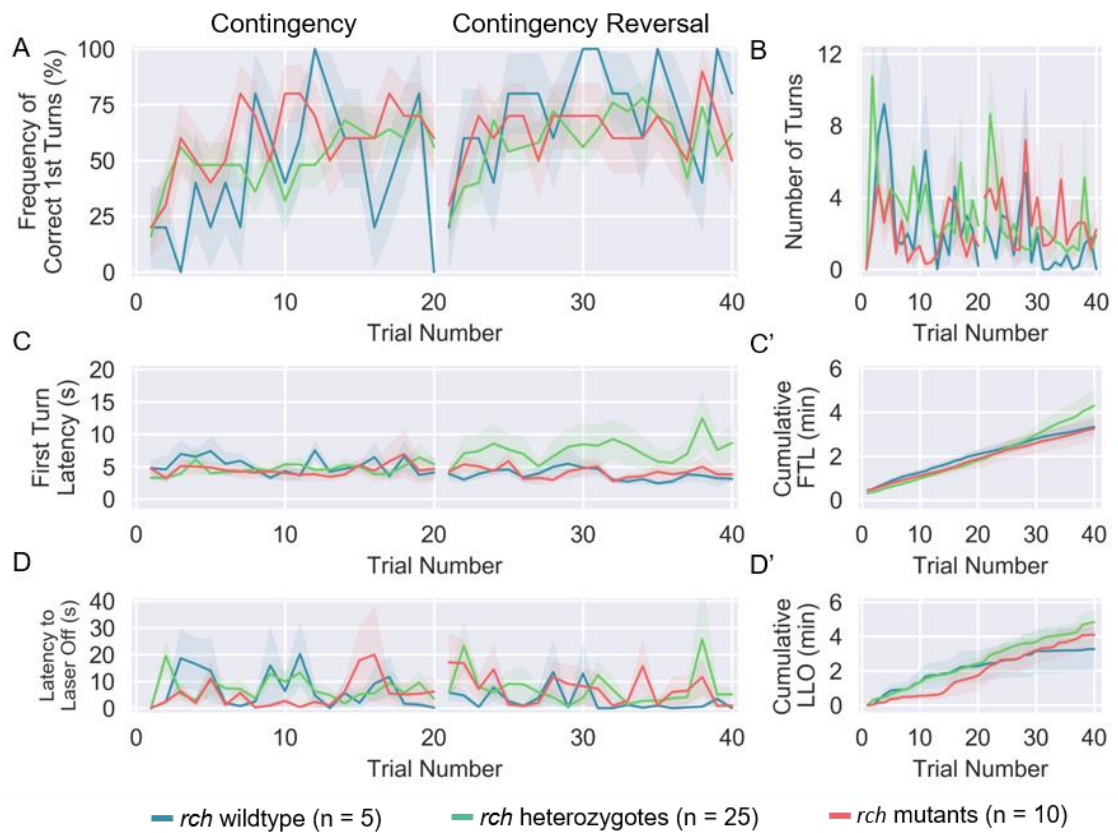 Contingency
Contingency Reversal
A
Frequency of
Correct 1st Turns (%)
100
75
50
25
0
0
10
20
30
40
Trial Number
B
Number of Turns
12
8
4
0
0
10
20
30
40
Trial Number
C
First Turn
Latency (s)
20
15
10
5
0
0
10
20
30
40
Trial Number
C'
Cumulative
FTL (min)
6
4
2
0
0
10
20
30
40
Trial Number
D
Latency to
Laser Off (s)
40
30
20
10
0
0
10
20
30
40
Trial Number
D'
Cumulative
LLO (min)
6
4
2
0
0
10
20
30
40
Trial Number
rch wildtype (n = 5)
rch heterozygotes (n = 25)
rch mutants (n = 10)